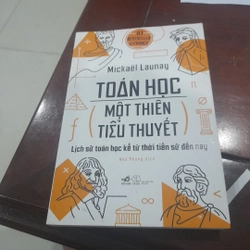 Mickaël Launay
TOÁN HỌC
MỘT THIÊN
TIỂU THUYẾT
Lịch sử toán học kể từ thời tiền sử đến nay